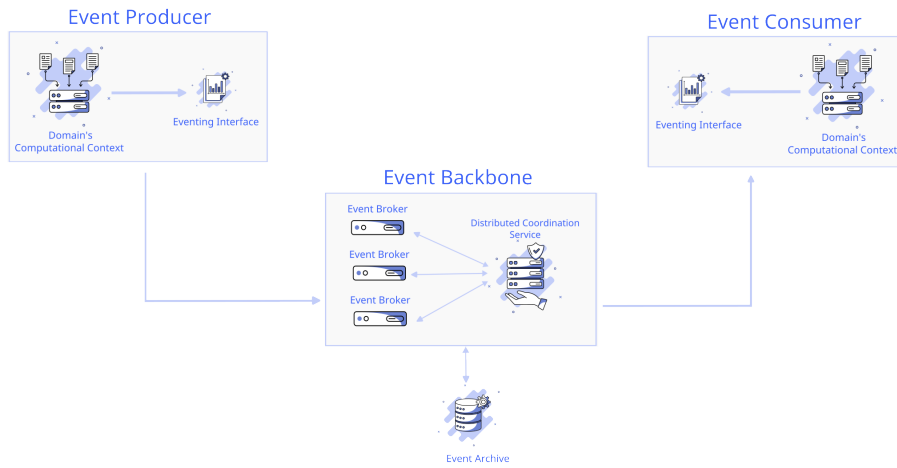 Event Producer
Event Consumer
Domain's
Computational Context
Eventing Interface
Eventing Interface
Domain's
Computational Context
Event Backbone
Event Broker
Distributed Coordination
Service
Event Broker
Event Broker
Event Archive